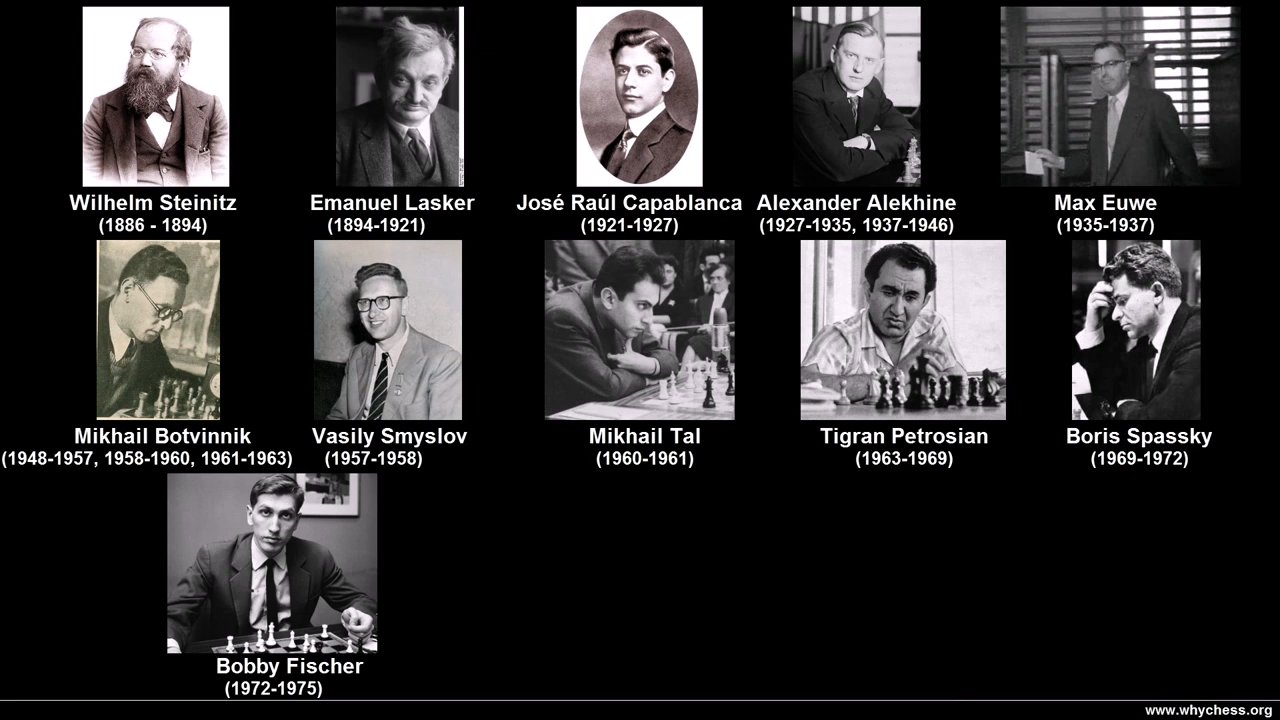 Wilhelm Steinitz
(1886 - 1894)
Emanuel Lasker
(1894-1921)
José Raúl Capablanca
(1921-1927)
Alexander Alekhine
(1927-1935, 1937-1946)
Max Euwe
(1935-1937)
Mikhail Botvinnik
(1948-1957, 1958-1960, 1961-1963)
Vasily Smyslov
(1957-1958)
Mikhail Tal
(1960-1961)
Tigran Petrosian
(1963-1969)
Boris Spassky
(1969-1972)
Bobby Fischer
(1972-1975)
www.whychess.org